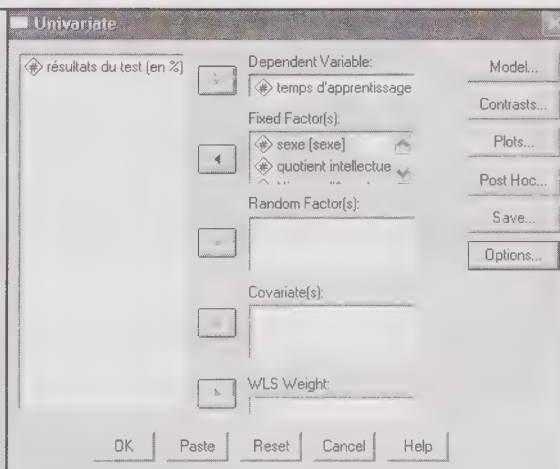 Univariate
résultats du test (en %)
Dependent Variable:
temps d'apprentissage
Fixed Factor(s):
sexe [sexe]
quotient intellectue
Random Factor(s):
Covariate(s):
WLS Weight:
Model...
Contrasts...
Plots...
Post Hoc...
Save...
Options...
OK
Paste
Reset
Cancel
Help